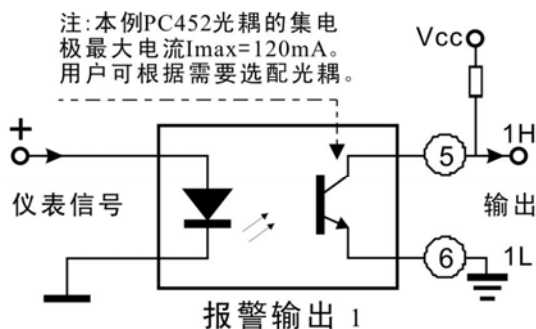 注:本例PC452光耦的集电
极最大电流Imax=120mA。
用户可根据需要选配光耦。
Vcc
+
5
1H
仪表信号
输出
6
1L
报警输出 1